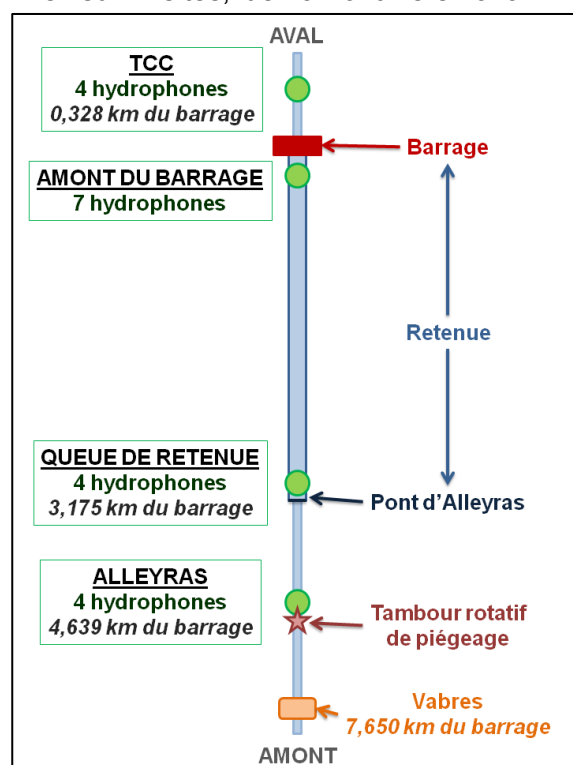 AVAL
TCC
4 hydrophones
0,328 km du barrage
Barrage
AMONT DU BARRAGE
7 hydrophones
Retenue
QUEUE DE RETENUE
4 hydrophones
3,175 km du barrage
Pont d'Alleyras
ALLEYRAS
4 hydrophones
4,639 km du barrage
Tambour rotatif
de piégeage
Vabres
7,650 km du barrage
AMONT